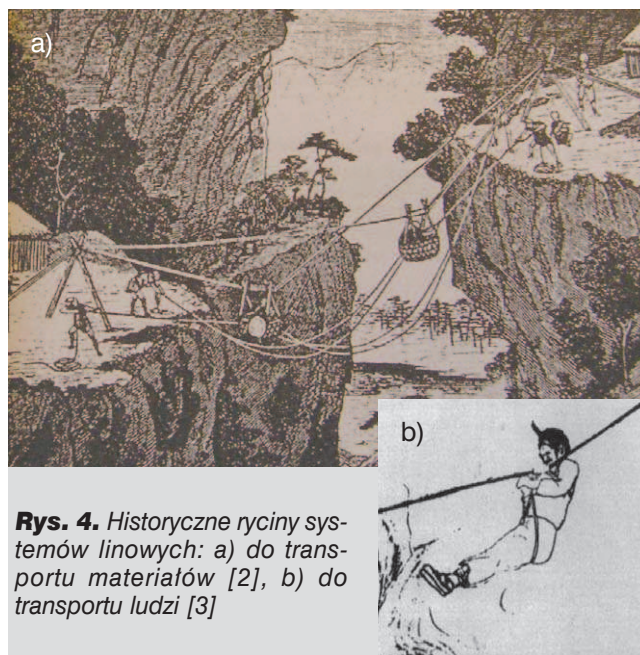 a)
b)
Rys. 4. Historyczne ryciny sys-
temów linowych: a) do trans-
portu materiałów [2], b) do
transportu ludzi [3]